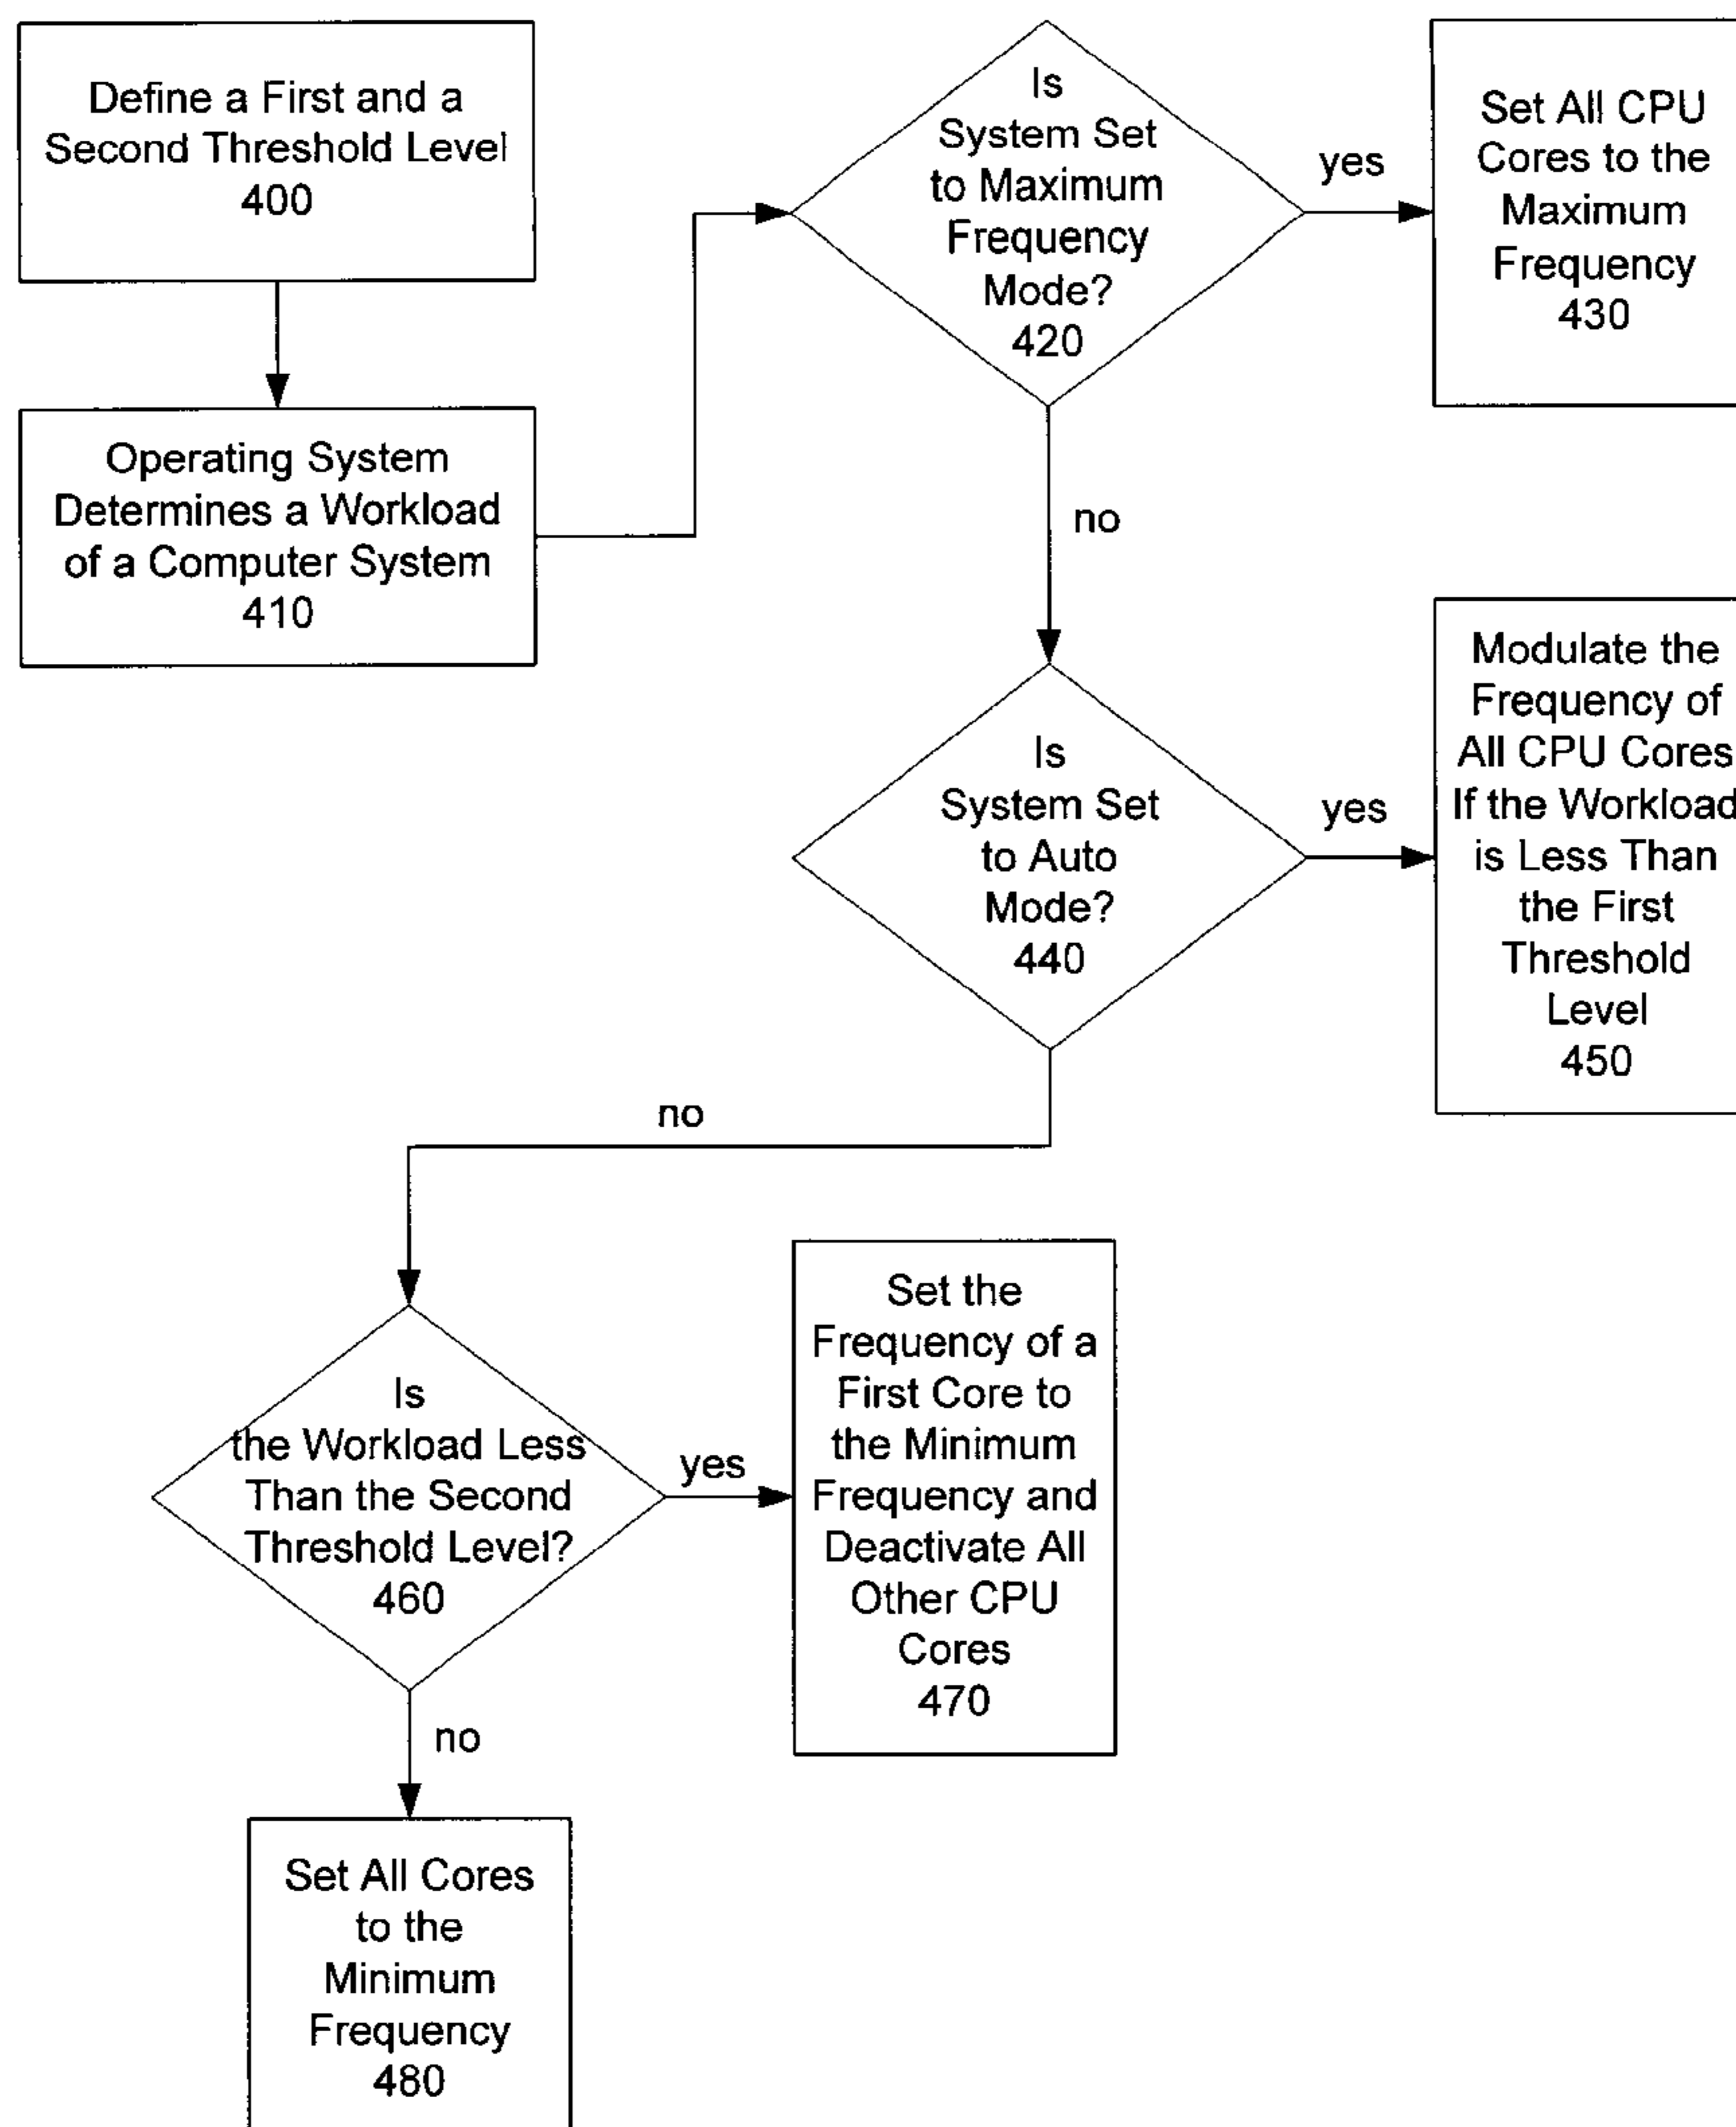 Define a First and a
Second Threshold Level
400
Operating System
Determines a Workload
of a Computer System
410
Is
System Set
to Maximum
Frequency
Mode?
420
yes
Set All CPU
Cores to the
Maximum
Frequency
430
no
Is
System Set
to Auto
Mode?
440
yes
Modulate the
Frequency of
All CPU Cores
If the Workload
is Less Than
the First
Threshold
Level
450
no
Is
the Workload Less
Than the Second
Threshold Level?
460
yes
Set the
Frequency of a
First Core to
the Minimum
Frequency and
Deactivate All
Other CPU
Cores
470
no
Set All Cores
to the
Minimum
Frequency
480